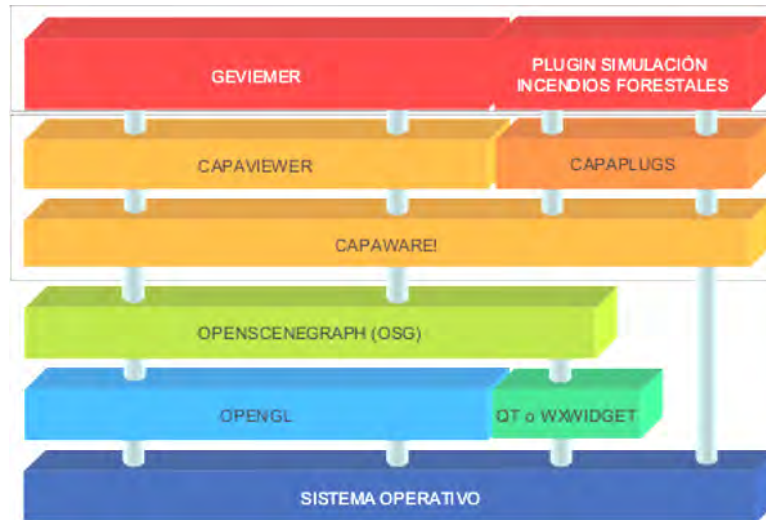 GEVIEMER
PLUGIN SIMULACIÓN
INCENDIOS FORESTALES
CAPAVIEWER
CAPAPLUGS
CAPAWARE!
OPENSCENEGRAPH (OSG)
OPENGL
QT o WXWIDGET
SISTEMA OPERATIVO